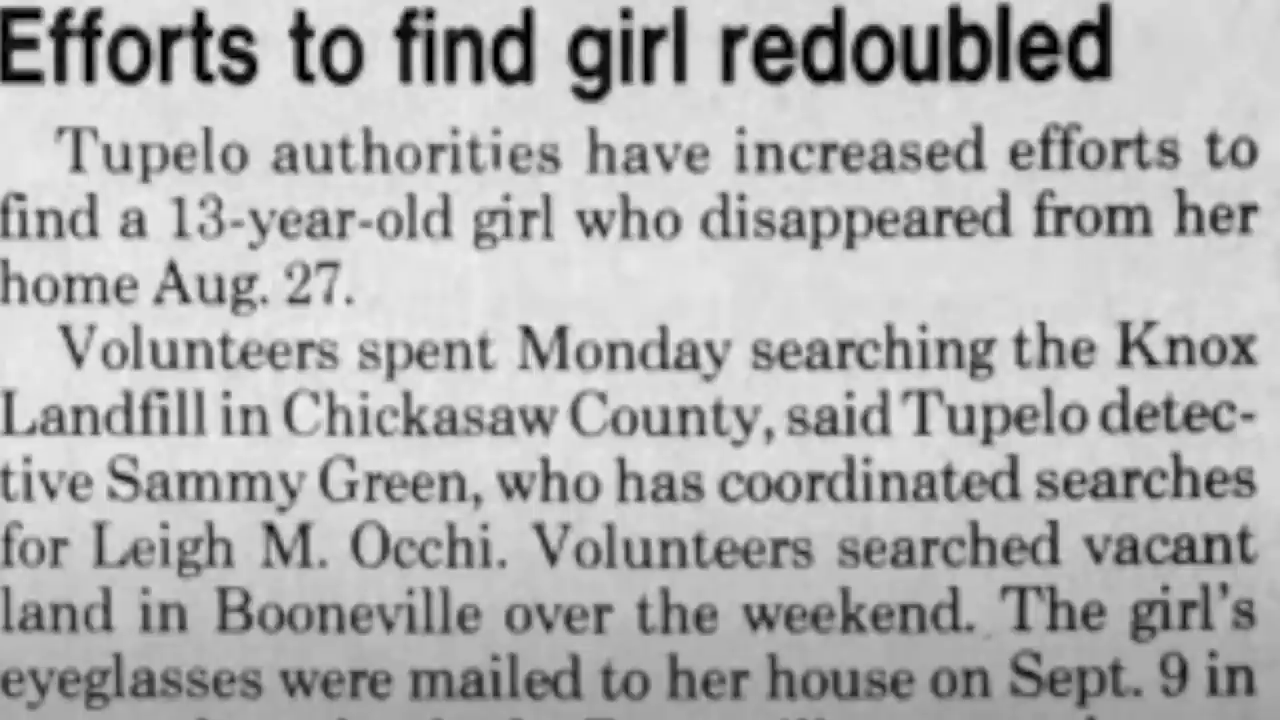 Efforts to find girl redoubled
Tupelo authorities have increased efforts to
find a 13-year-old girl who disappeared from her
home Aug. 27.
Volunteers spent Monday searching the Knox
Landfill in Chickasaw County, said Tupelo detec-
tive Sammy Green, who has coordinated searches
for Leigh M. Occhi. Volunteers searched vacant
land in Booneville over the weekend. The girl's
eyeglasses were mailed to her house on Sept. 9 in